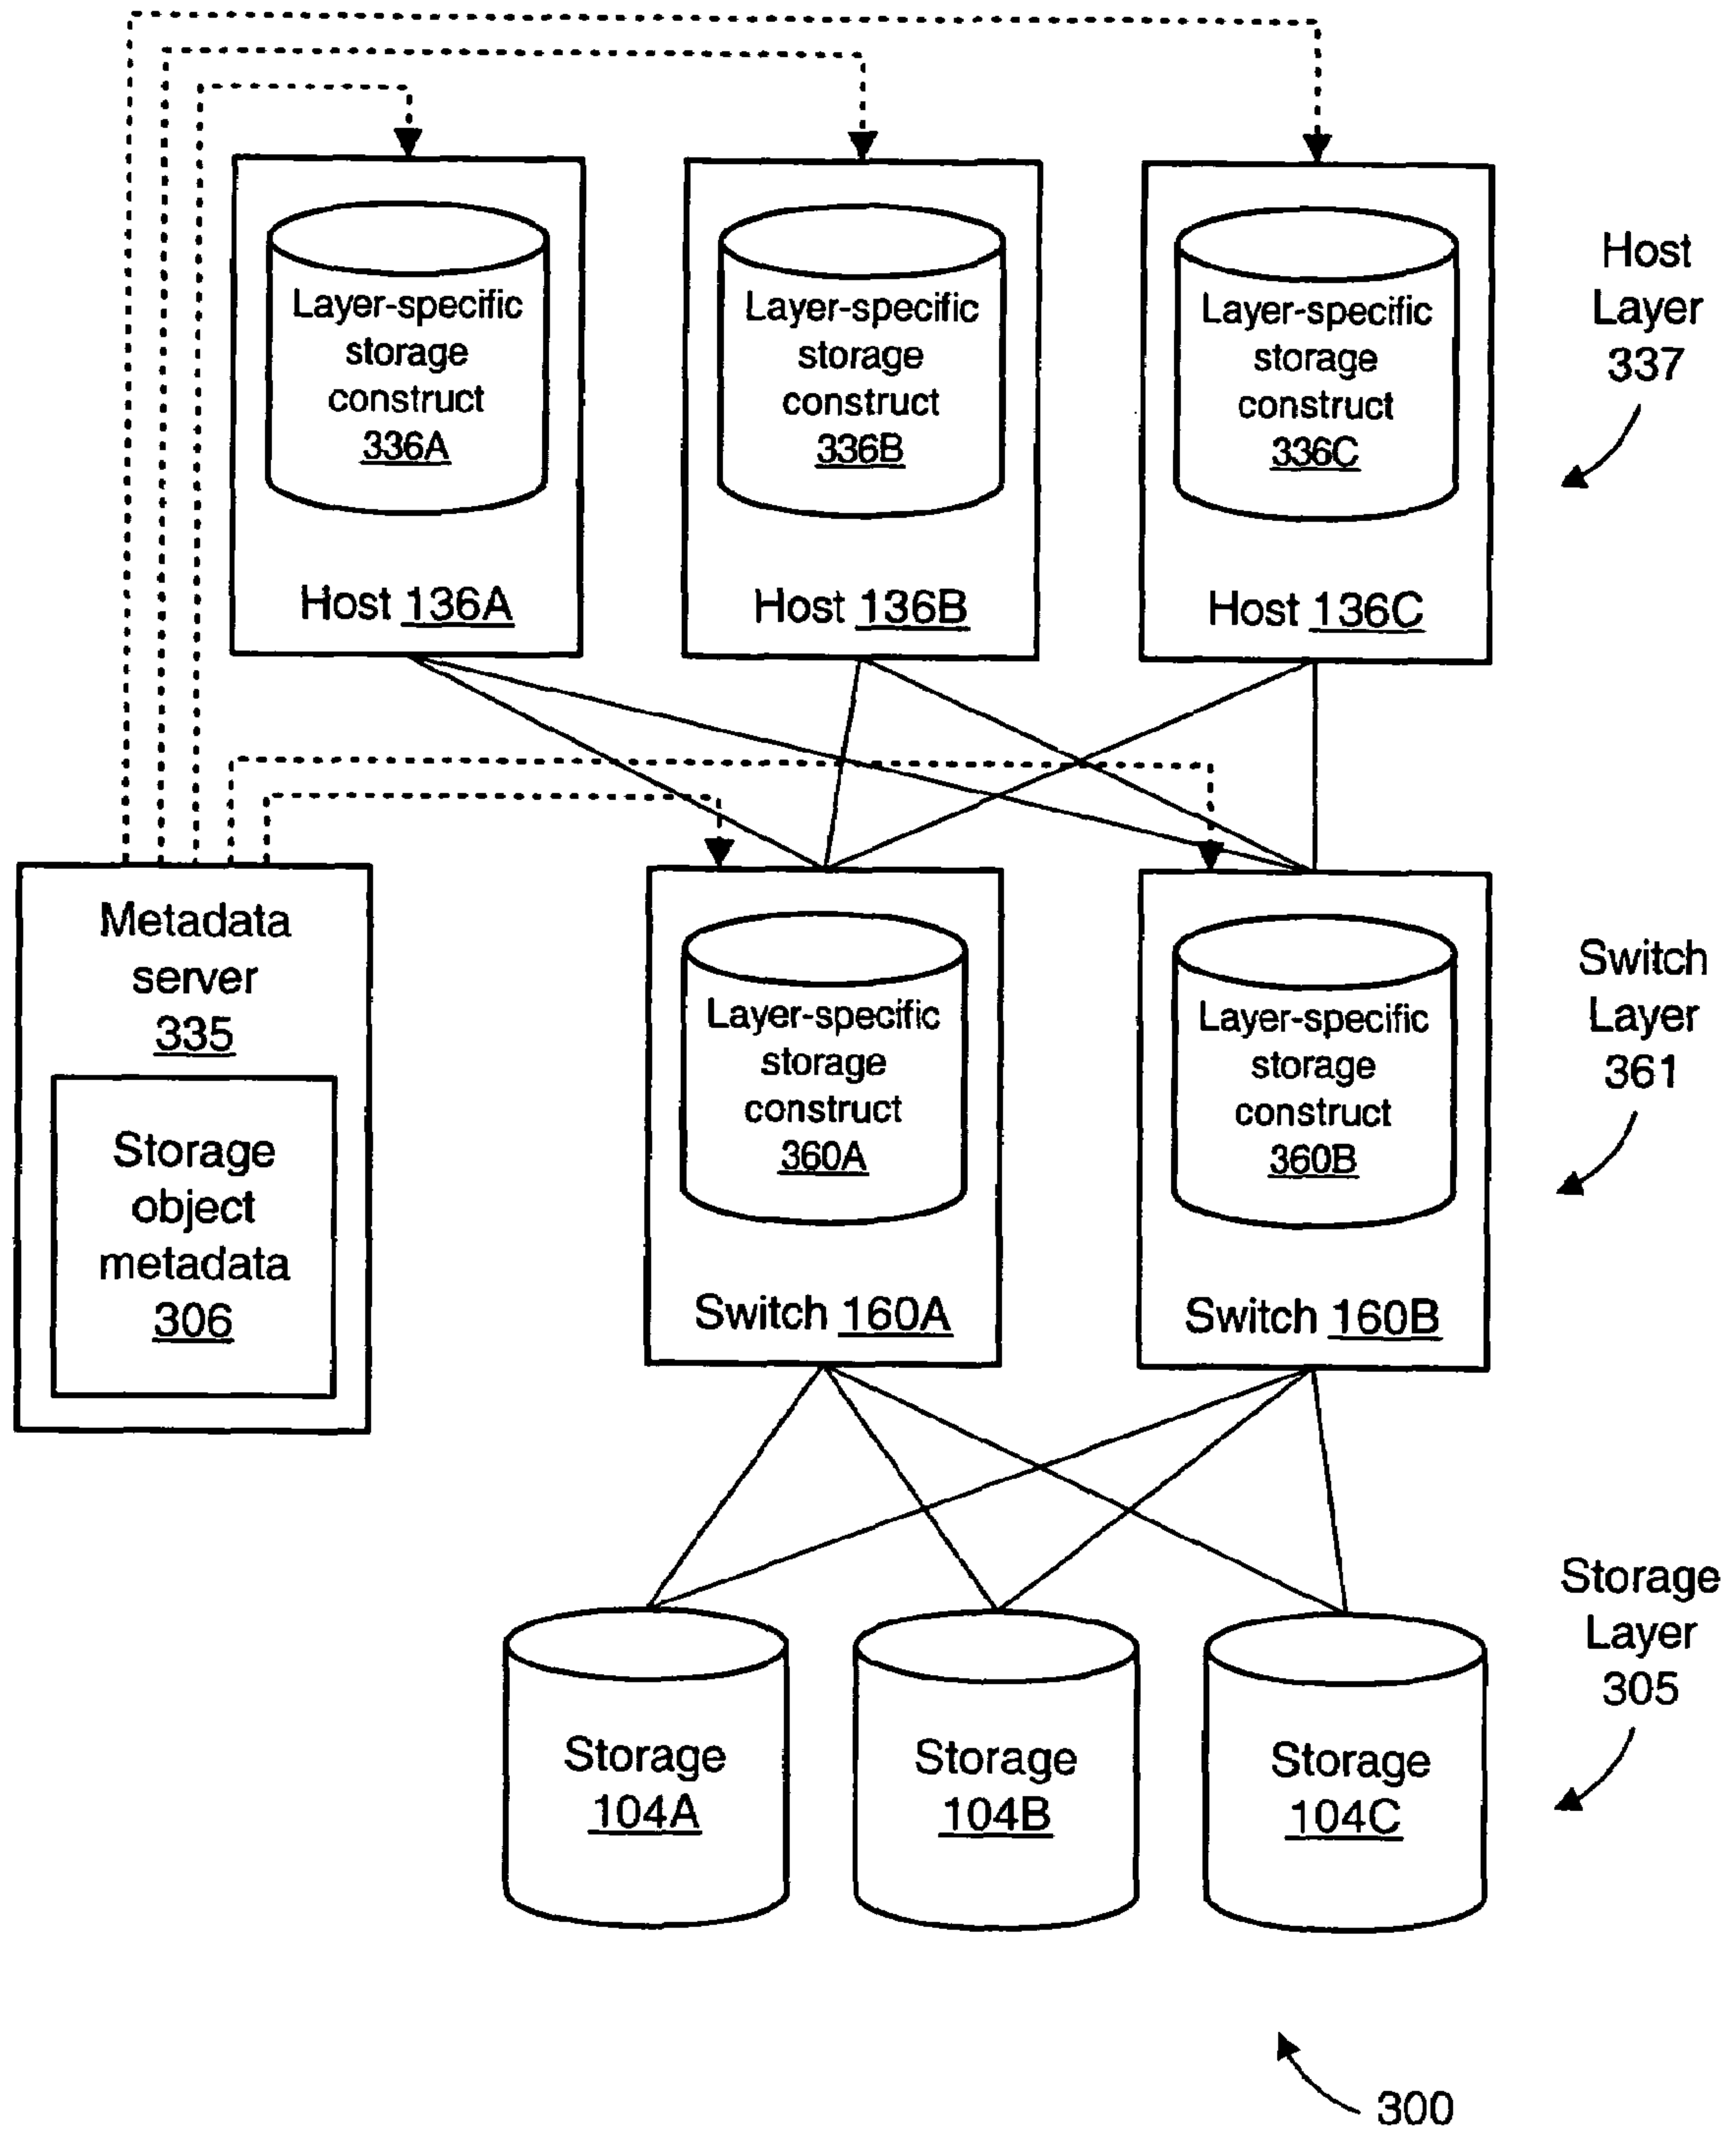 Layer-specific
storage
construct
336A
Host 136A
Layer-specific
storage
construct
336B
Host 136B
Layer-specific
storage
construct
336C
Host 136C
Host
Layer
337
Metadata
server
335
Storage
object
metadata
306
Layer-specific
storage
construct
360A
Switch 160A
Layer-specific
storage
construct
360B
Switch 160B
Switch
Layer
361
Storage
104A
Storage
104B
Storage
104C
Storage
Layer
305
300